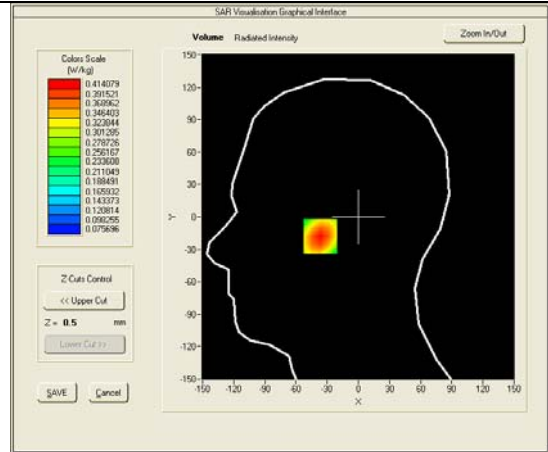 SAR Visualisation Graphical Interface
Volume Radiated Intensity
Zoom In/Out
Colors Scale
(W/kg)
0.414079
0.391521
0.368962
0.346403
0.323844
0.301285
0.278726
0.256167
0.233608
0.211049
0.188491
0.165932
0.143373
0.120814
0.098255
0.075696
Z Cuts Control
<< Upper Cut
Z = 0.5 mm
Lower Cut >>
SAVE Cancel
150
120
90
60
30
0
-30
-60
-90
-120
-150
Y
-150 -120 -90 -60 -30 0 30 60 90 120 150
X